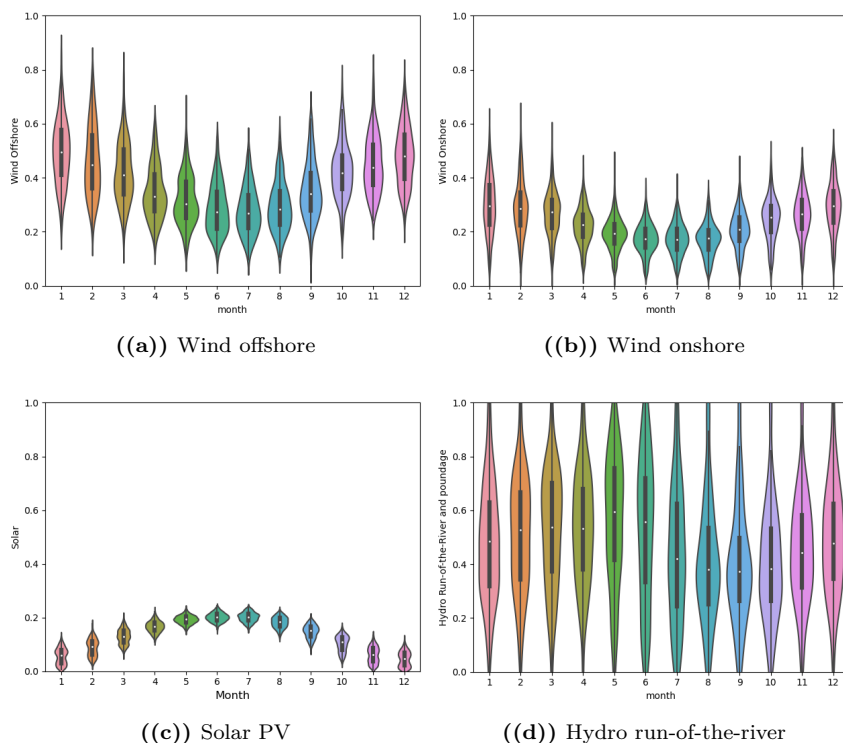 1.0
0.8
0.6
0.4
0.2
0.0
Wind Offshore
1 2 3 4 5 6 7 8 9 10 11 12
month
((a)) Wind offshore
1.0
0.8
0.6
0.4
0.2
0.0
Wind Onshore
1 2 3 4 5 6 7 8 9 10 11 12
month
((b)) Wind onshore
1.0
0.8
0.6
0.4
0.2
0.0
Solar
1 2 3 4 5 6 7 8 9 10 11 12
Month
((c)) Solar PV
1.0
0.8
0.6
0.4
0.2
0.0
Hydro Run-of-the-River and poundage
1 2 3 4 5 6 7 8 9 10 11 12
month
((d)) Hydro run-of-the-river